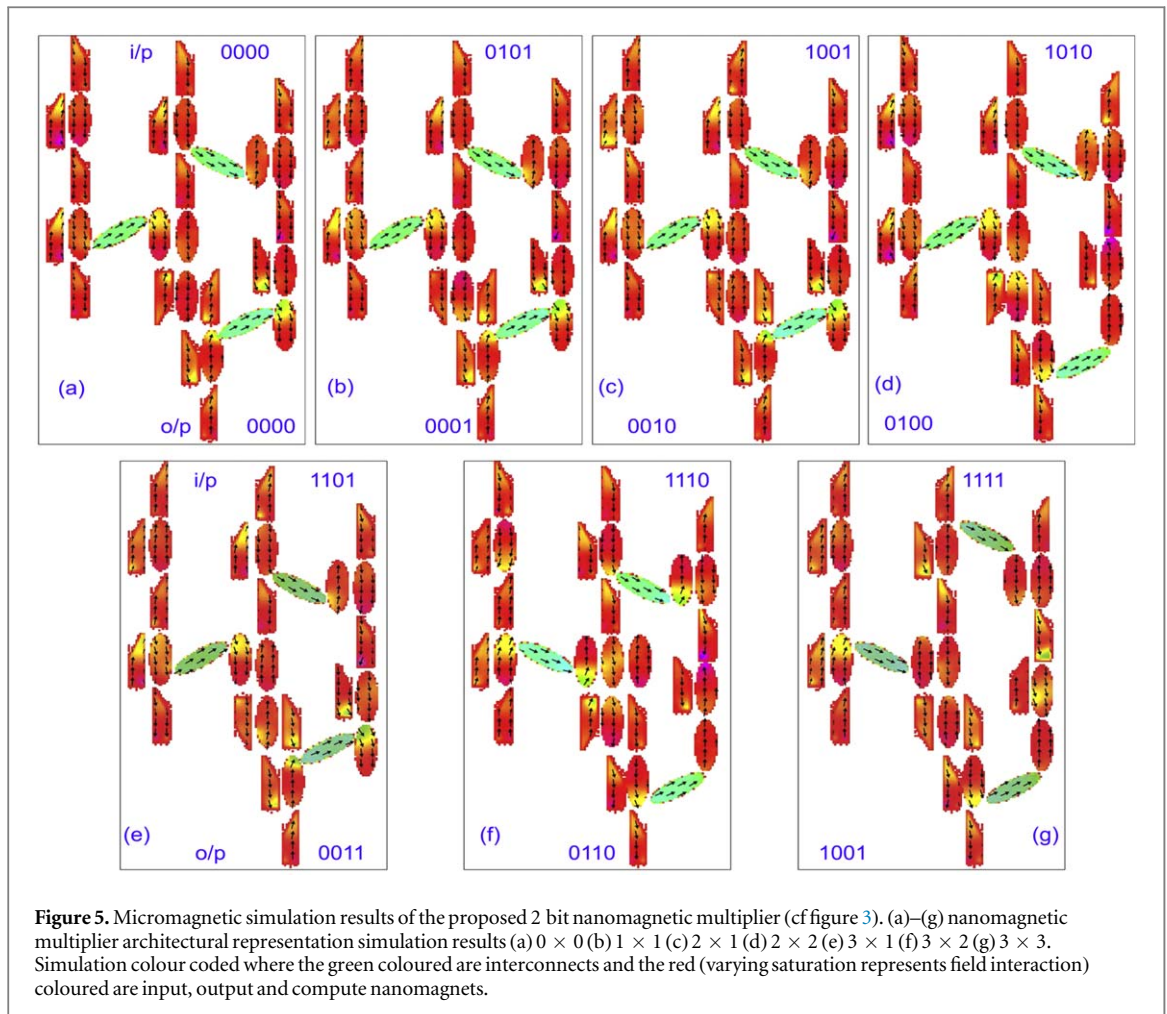 i/p 0000
0101
1001
1010
(a)
(b)
(c)
(d)
o/p 0000
0001
0010
0100
i/p 1101
1110
1111
(e)
(f)
(g)
o/p 0011
0110
1001
Figure 5. Micromagnetic simulation results of the proposed 2 bit nanomagnetic multiplier (cf figure 3). (a)–(g) nanomagnetic
multiplier architectural representation simulation results (a) 0 × 0 (b) 1 × 1 (c) 2 × 1 (d) 2 × 2 (e) 3 × 1 (f) 3 × 2 (g) 3 × 3.
Simulation colour coded where the green coloured are interconnects and the red (varying saturation represents field interaction)
coloured are input, output and compute nanomagnets.